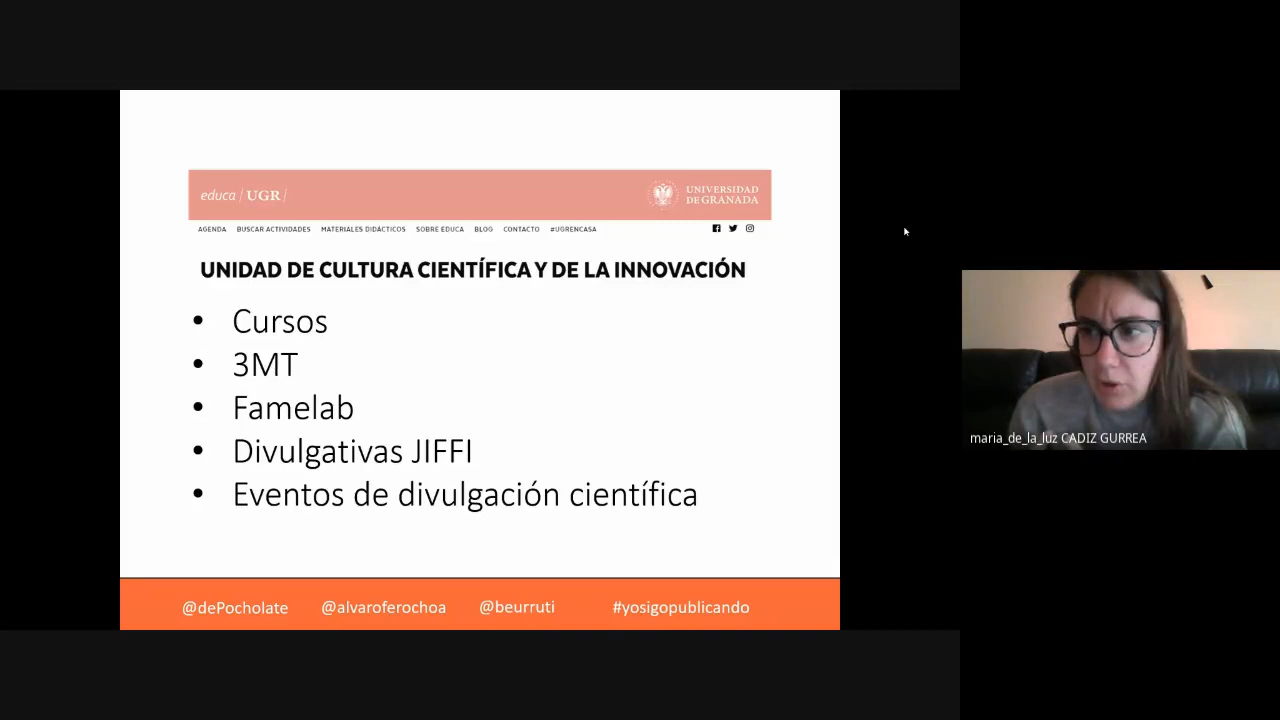 educa / UGR /
UNIVERSIDAD
DE GRANADA
AGENDA BUSCAR ACTIVIDADES MATERIALES DIDÁCTICOS SOBRE EDUCA BLOG CONTACTO #UGRENCASA
UNIDAD DE CULTURA CIENTÍFICA Y DE LA INNOVACIÓN
• Cursos
• 3MT
• Famelab
• Divulgativas JIFFI
• Eventos de divulgación científica
@dePocholate @alvaroferochoa @beurruti #yosigopublicando
maria_de_la_luz CADIZ GURREA